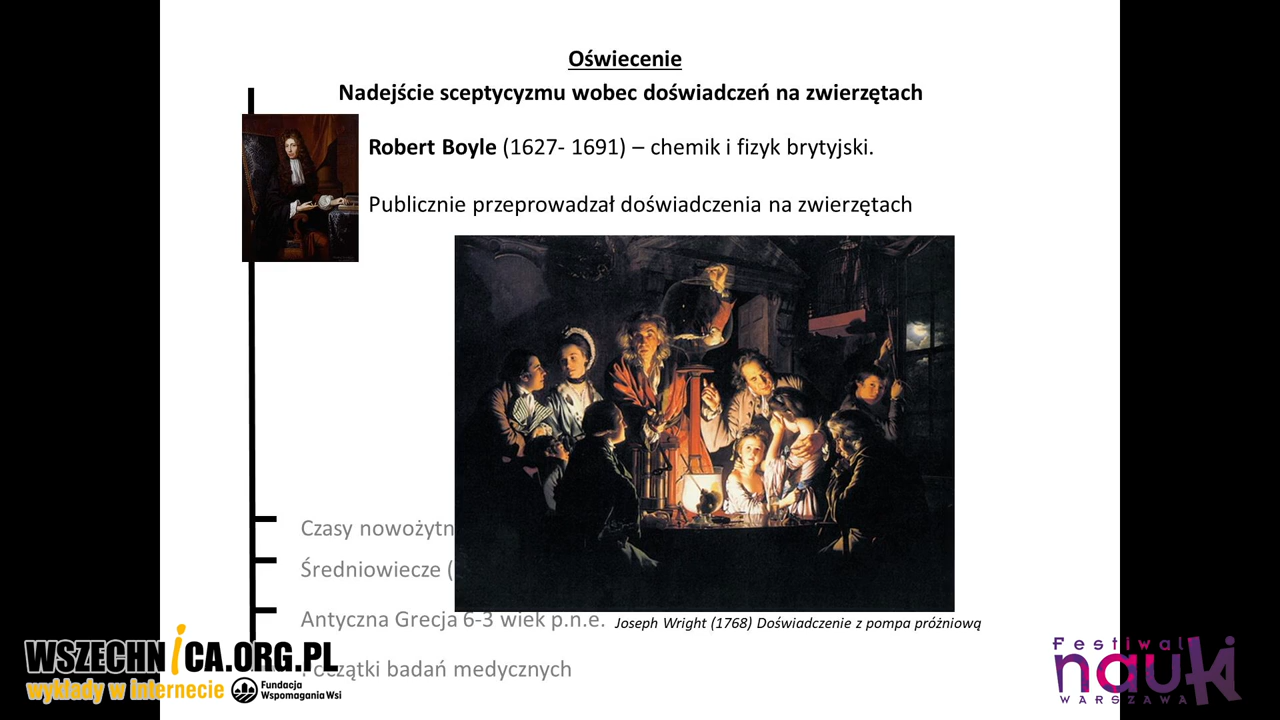 Oświecenie
Nadejście sceptycyzmu wobec doświadczeń na zwierzętach
Robert Boyle (1627- 1691) – chemik i fizyk brytyjski.
Publicznie przeprowadzał doświadczenia na zwierzętach
Czasy nowożytn
Średniowiecze (
Antyczna Grecja 6-3 wiek p.n.e.
Joseph Wright (1768) Doświadczenie z pompa próżniową
Początki badań medycznych
WSZECHNiCA.ORG.PL
wykłady w internecie
Fundacja
Wspomagania Wsi
Festiwal
nauki
WARSZAWA